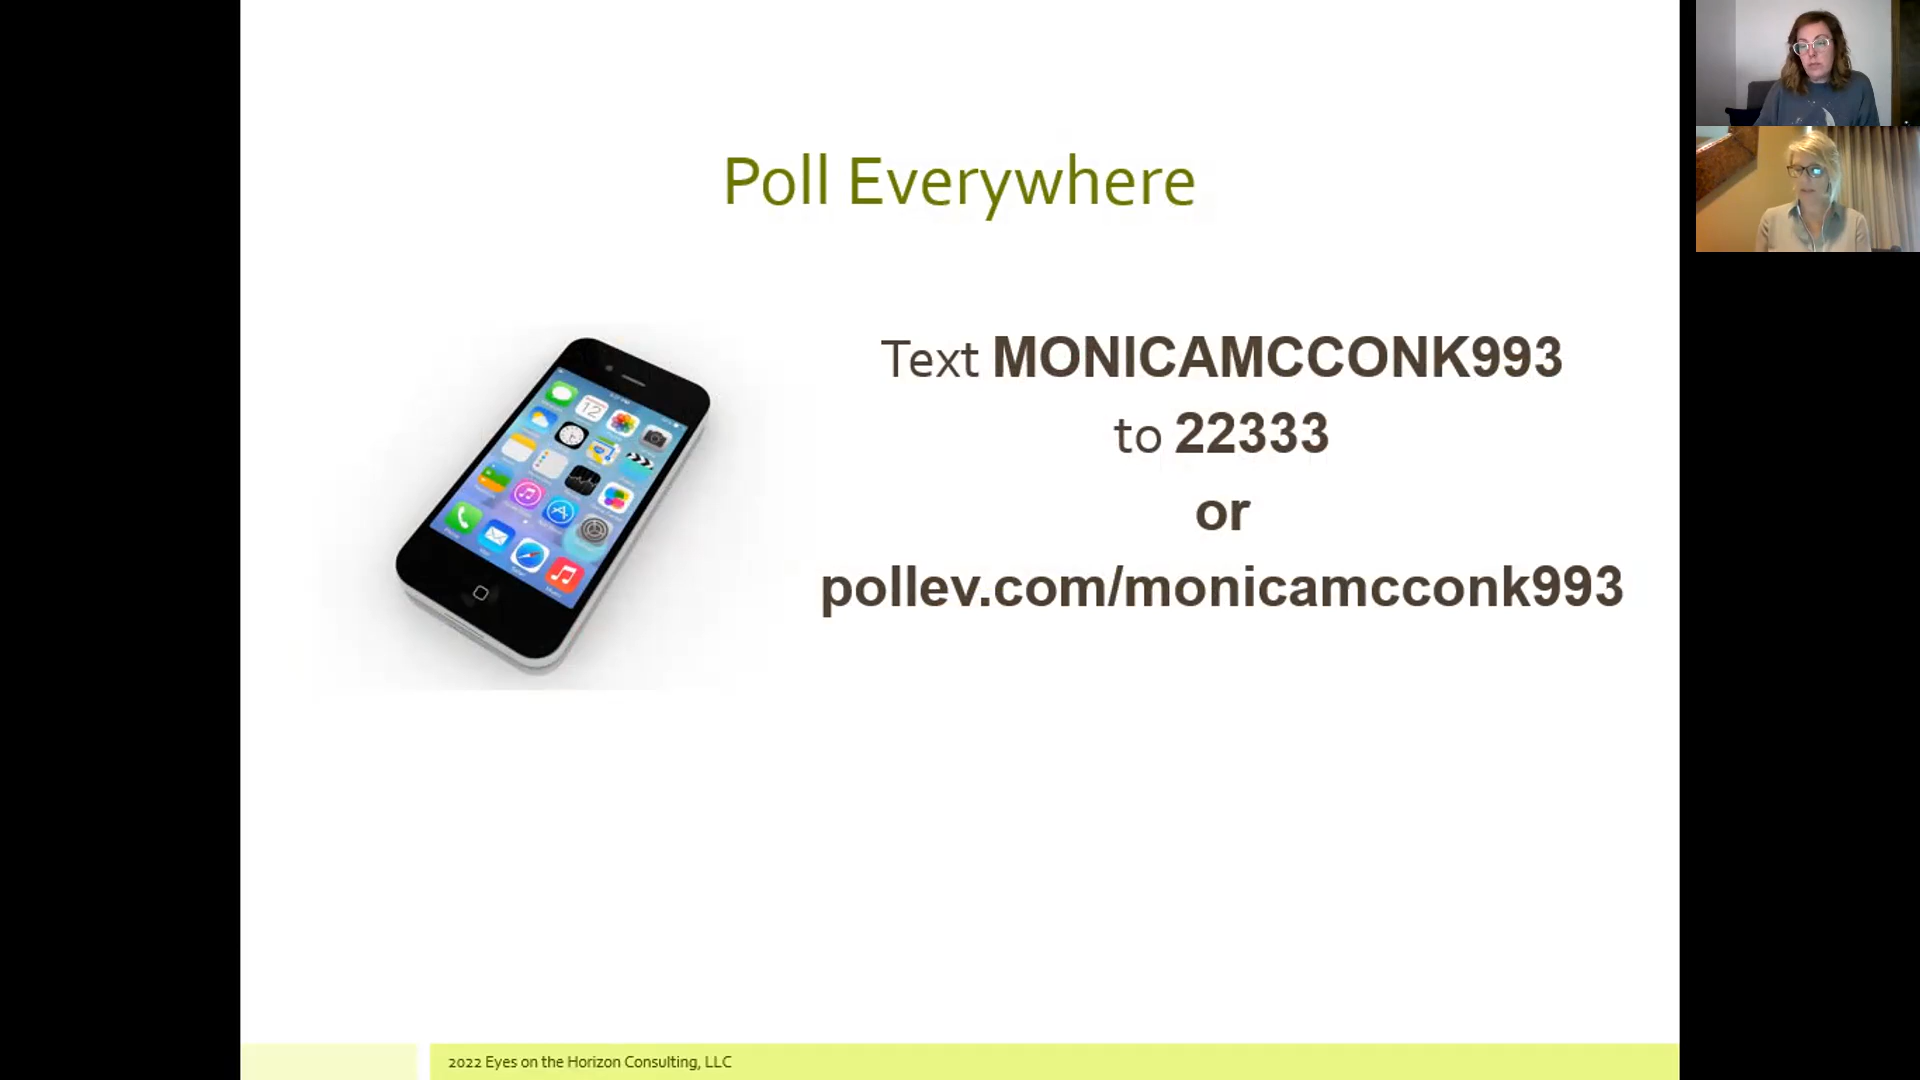 Poll Everywhere
Text MONICAMCCONK993
to 22333
or
pollev.com/monicamcconk993
2022 Eyes on the Horizon Consulting, LLC